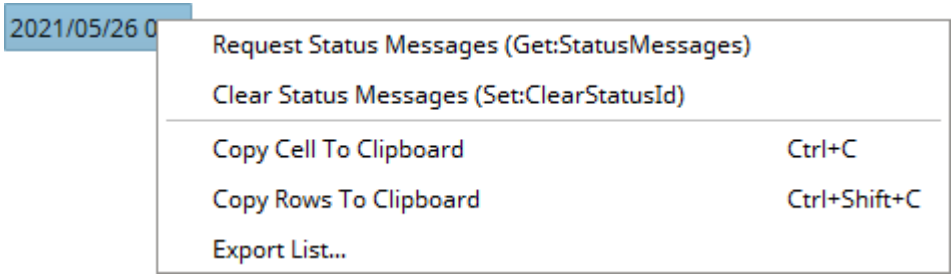 2021/05/26 0
Request Status Messages (Get:StatusMessages)
Clear Status Messages (Set:ClearStatusId)
Copy Cell To Clipboard Ctrl+C
Copy Rows To Clipboard Ctrl+Shift+C
Export List...